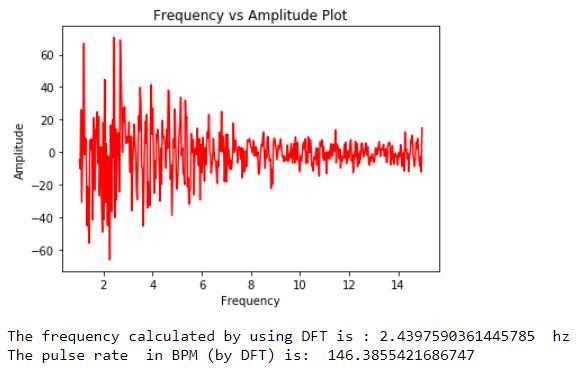 Frequency vs Amplitude Plot
60
40
20
0
−20
−40
−60
Amplitude
2 4 6 8 10 12 14
Frequency
The frequency calculated by using DFT is : 2.4397590361445785  hz
The pulse rate  in BPM (by DFT) is:  146.3855421686747